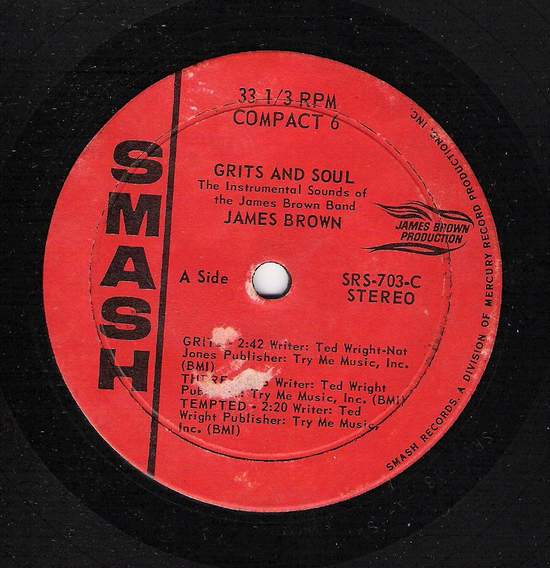 33 1/3 RPM
COMPACT 6
GRITS AND SOUL
The Instrumental Sounds of
the James Brown Band
JAMES BROWN
JAMES BROWN
PRODUCTION
SMASH
A Side
SRS-703-C
STEREO
2:42 Writer: Ted Wright-Nat
Jones Publisher: Try Me Music, Inc.
(BMI)
Writer: Ted Wright
Try Me Music, Inc. (BMI)
TEMPTED - 2:20 Writer: Ted
Wright Publisher: Try Me Music,
Inc. (BMI)
SMASH RECORDS, A DIVISION OF MERCURY RECORD PRODUCTIONS, INC.